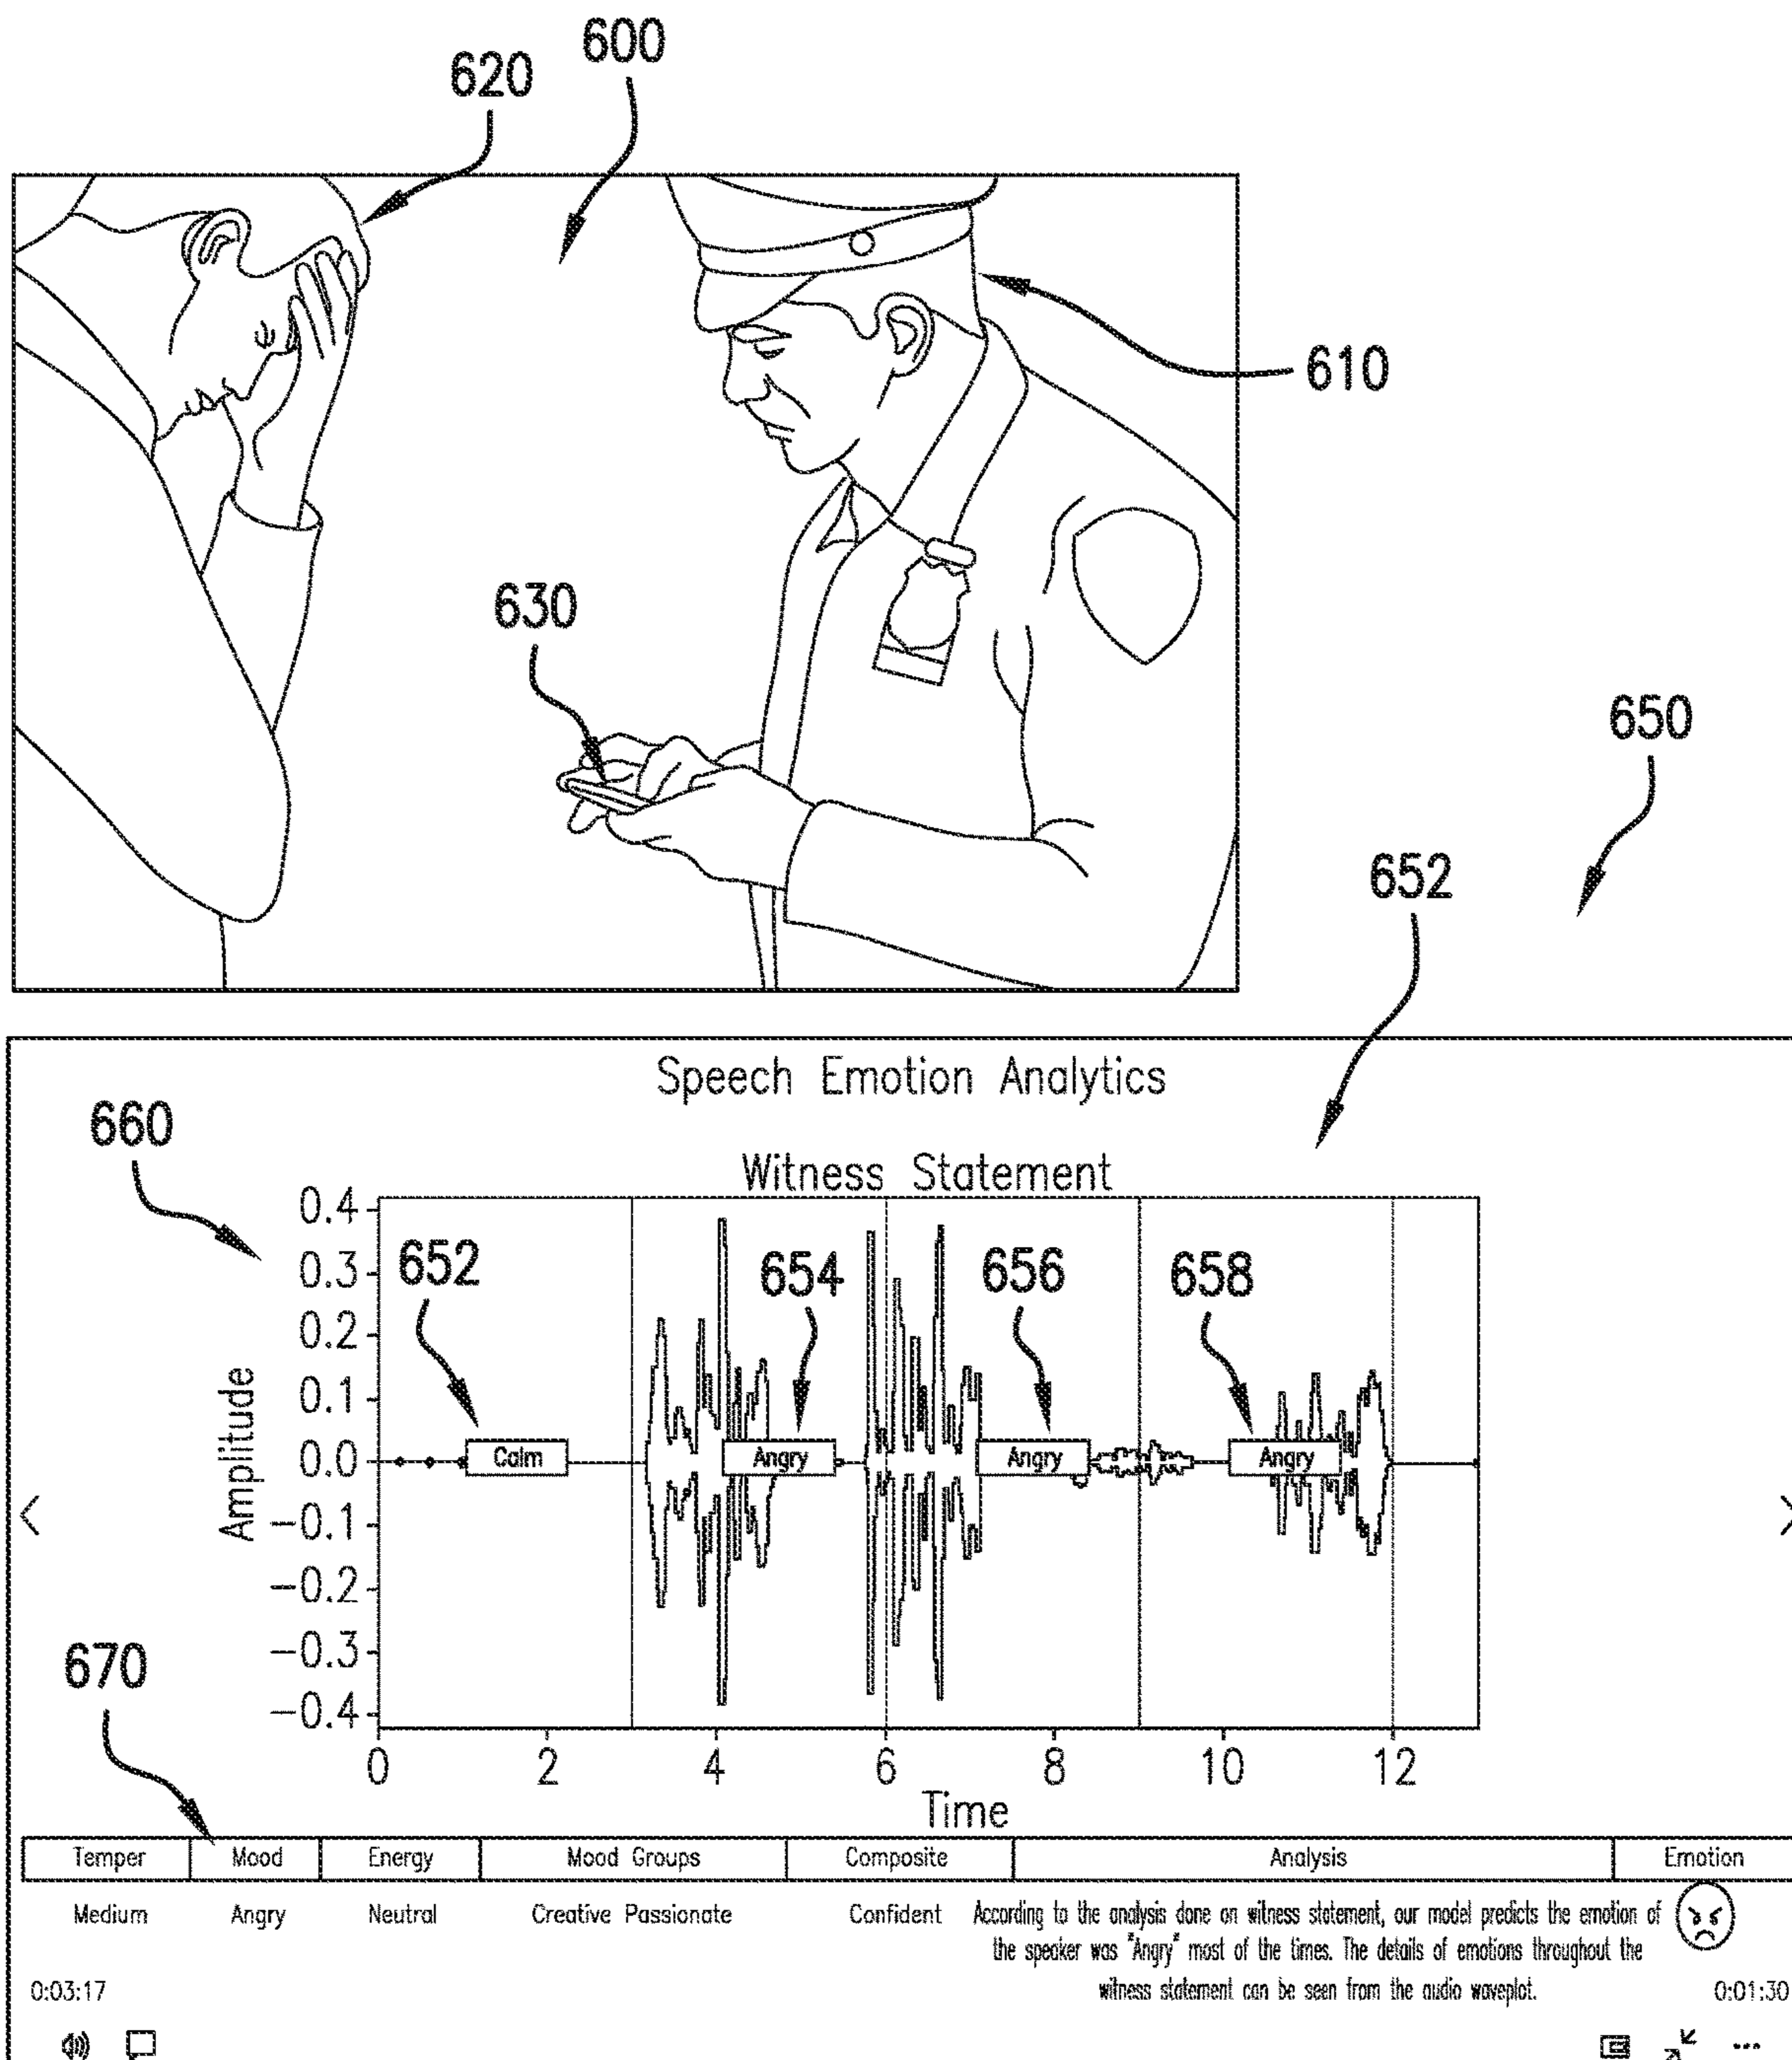 600
620
610
630
650
652
Speech Emotion Analytics
660
Witness Statement
0.4
0.3
0.2
0.1
0.0
-0.1
-0.2
-0.3
-0.4
Amplitude
652
654
656
658
Calm
Angry
Angry
Angry
<
>
670
0 2 4 6 8 10 12
Time
Temper Mood Energy Mood Groups Composite Analysis Emotion
Medium Angry Neutral Creative Passionate Confident According to the analysis done on witness statement, our model predicts the emotion of
the speaker was "Angry" most of the times. The details of emotions throughout the
witness statement can be seen from the audio waveplot.
0:03:17 0:01:30